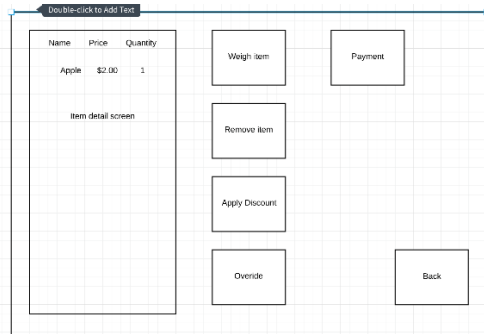 Double-click to Add Text
Name Price Quantity
Apple $2.00 1
Item detail screen
Weigh item
Payment
Remove item
Apply Discount
Overide
Back